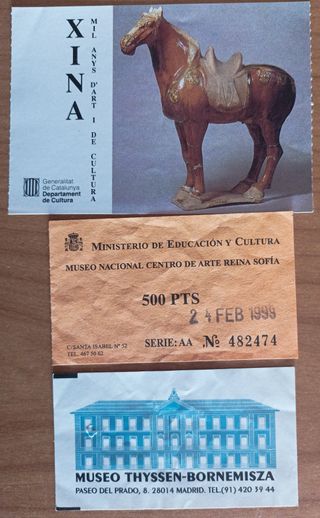 XINA
MIL ANYS D'ART I DE CULTURA
Generalitat
de Catalunya
Departament
de Cultura
MINISTERIO DE EDUCACIÓN Y CULTURA
MUSEO NACIONAL CENTRO DE ARTE REINA SOFÍA
500 PTS
24 FEB 1999
C/SANTA ISABEL Nº 52
TEL. 467 50 62
SERIE: AA .Nº 482474
MUSEO THYSSEN-BORNEMISZA
PASEO DEL PRADO, 8. 28014 MADRID. TEL.(91) 420 39 44